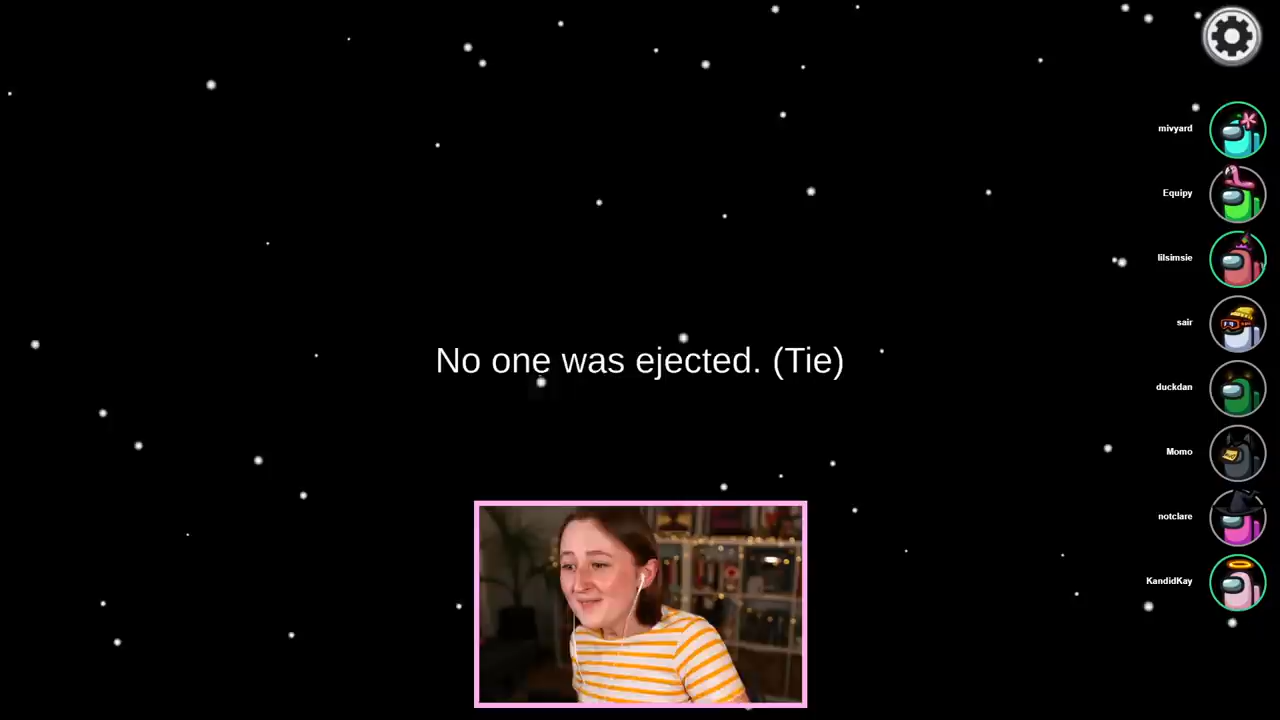 mivyard
Equipy
lilsimsie
sair
No one was ejected. (Tie)
duckdan
Momo
notclare
KandidKay